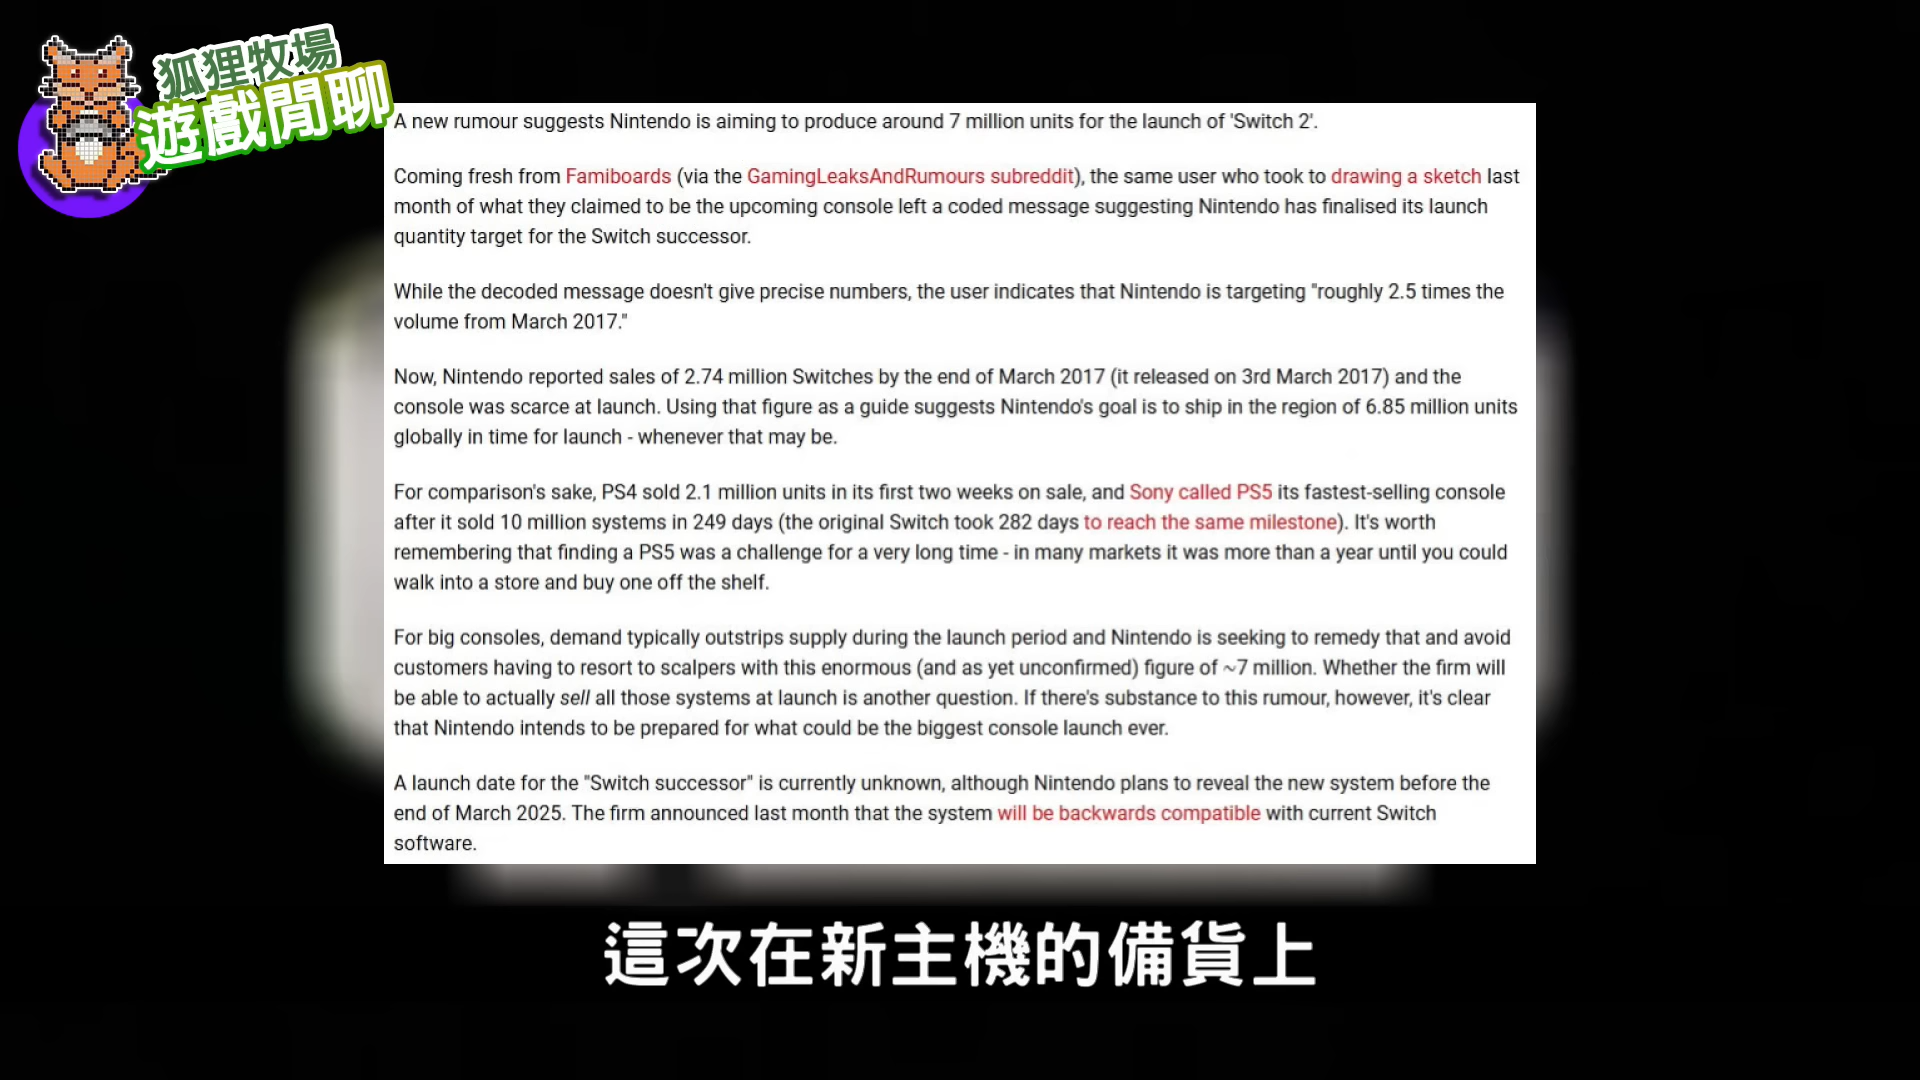 狐狸牧場
遊戲閒聊
A new rumour suggests Nintendo is aiming to produce around 7 million units for the launch of 'Switch 2'.
Coming fresh from Famiboards (via the GamingLeaksAndRumours subreddit), the same user who took to drawing a sketch last
month of what they claimed to be the upcoming console left a coded message suggesting Nintendo has finalised its launch
quantity target for the Switch successor.
While the decoded message doesn't give precise numbers, the user indicates that Nintendo is targeting "roughly 2.5 times the
volume from March 2017."
Now, Nintendo reported sales of 2.74 million Switches by the end of March 2017 (it released on 3rd March 2017) and the
console was scarce at launch. Using that figure as a guide suggests Nintendo's goal is to ship in the region of 6.85 million units
globally in time for launch - whenever that may be.
For comparison's sake, PS4 sold 2.1 million units in its first two weeks on sale, and Sony called PS5 its fastest-selling console
after it sold 10 million systems in 249 days (the original Switch took 282 days to reach the same milestone). It's worth
remembering that finding a PS5 was a challenge for a very long time - in many markets it was more than a year until you could
walk into a store and buy one off the shelf.
For big consoles, demand typically outstrips supply during the launch period and Nintendo is seeking to remedy that and avoid
customers having to resort to scalpers with this enormous (and as yet unconfirmed) figure of ~7 million. Whether the firm will
be able to actually sell all those systems at launch is another question. If there's substance to this rumour, however, it's clear
that Nintendo intends to be prepared for what could be the biggest console launch ever.
A launch date for the "Switch successor" is currently unknown, although Nintendo plans to reveal the new system before the
end of March 2025. The firm announced last month that the system will be backwards compatible with current Switch
software.
這次在新主機的備貨上